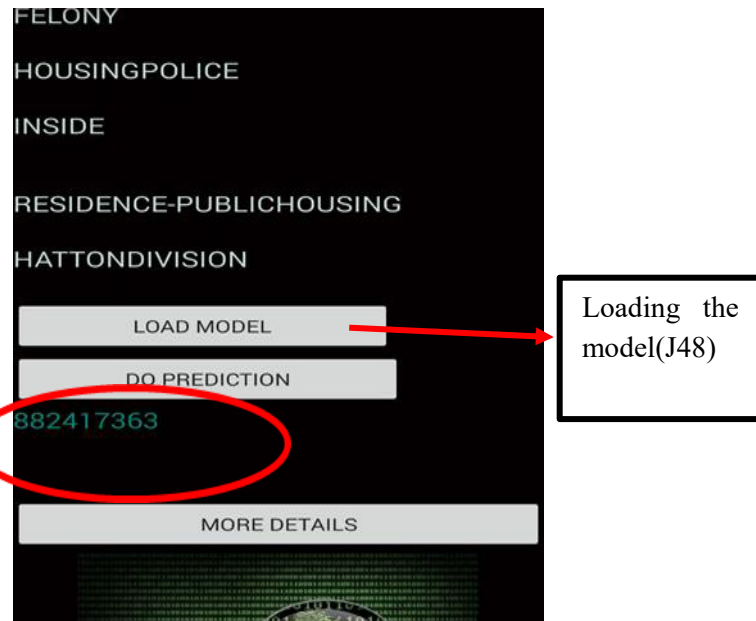 FELONY
HOUSINGPOLICE
INSIDE
RESIDENCE-PUBLICHOUSING
HATTONDIVISION
LOAD MODEL
Loading the
model(J48)
DO PREDICTION
882417363
MORE DETAILS